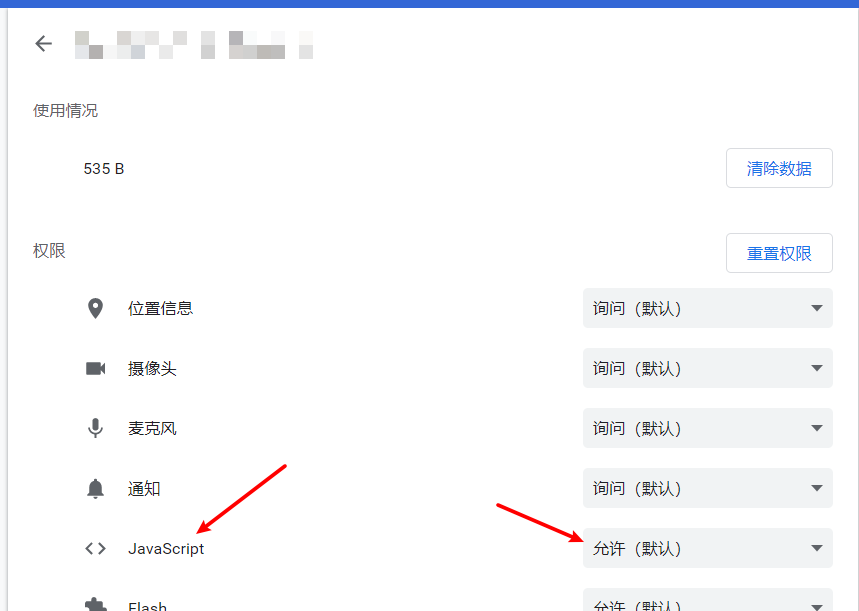 使用情况
535 B
清除数据
权限
重置权限
位置信息
询问（默认）
摄像头
询问（默认）
麦克风
询问（默认）
通知
询问（默认）
JavaScript
允许（默认）
Flash
允许（默认）